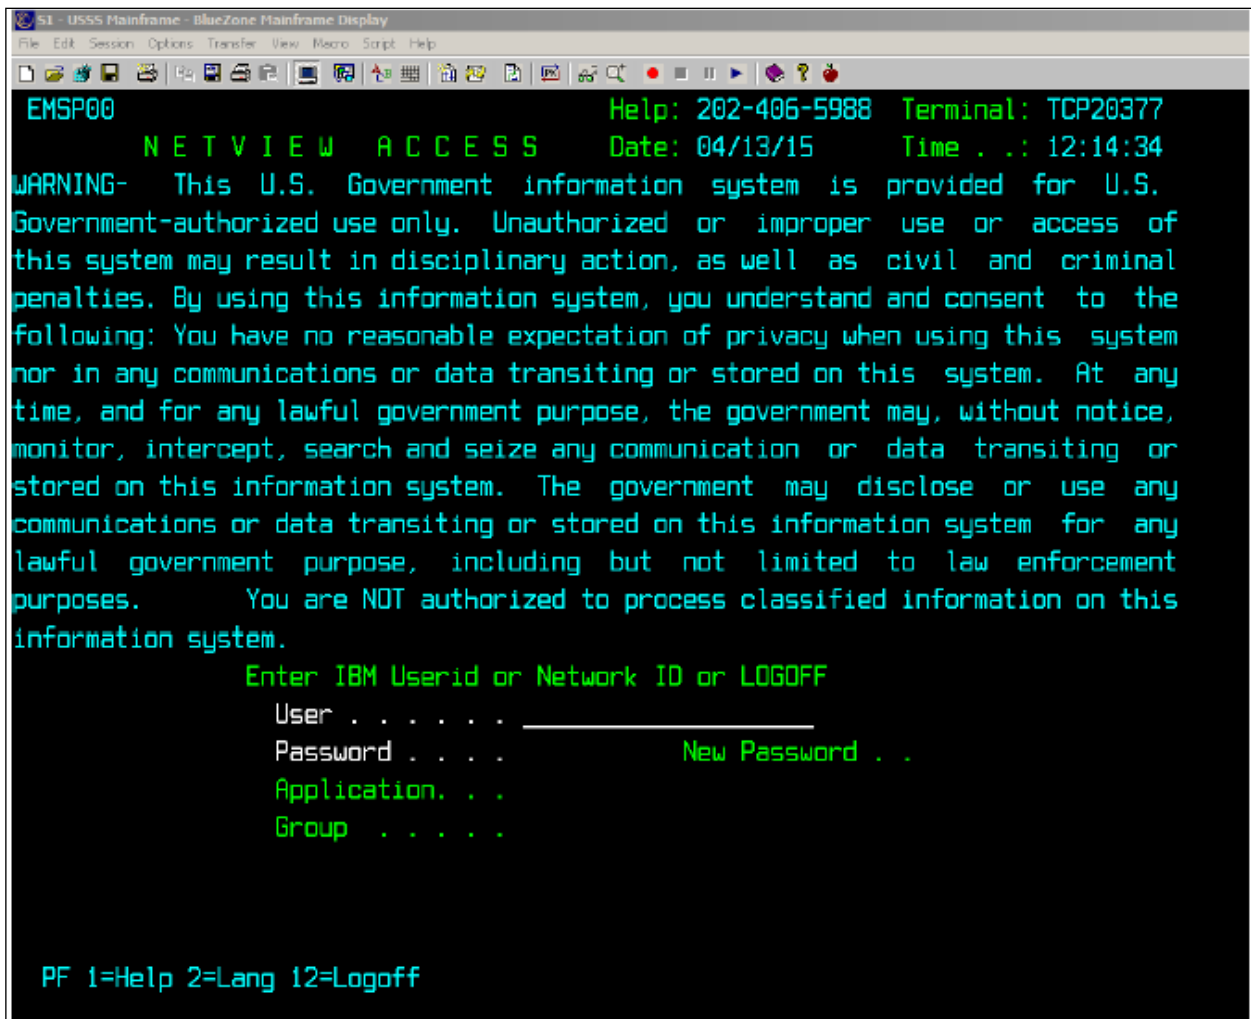 S1 - USSS Mainframe - BlueZone Mainframe Display
File Edit Session Options Transfer View Macro Script Help
EMSP00 Help: 202-406-5988 Terminal: TCP20377
N E T V I E W A C C E S S Date: 04/13/15 Time . .: 12:14:34
WARNING- This U.S. Government information system is provided for U.S.
Government-authorized use only. Unauthorized or improper use or access of
this system may result in disciplinary action, as well as civil and criminal
penalties. By using this information system, you understand and consent to the
following: You have no reasonable expectation of privacy when using this system
nor in any communications or data transiting or stored on this system. At any
time, and for any lawful government purpose, the government may, without notice,
monitor, intercept, search and seize any communication or data transiting or
stored on this information system. The government may disclose or use any
communications or data transiting or stored on this information system for any
lawful government purpose, including but not limited to law enforcement
purposes. You are NOT authorized to process classified information on this
information system.
Enter IBM Userid or Network ID or LOGOFF
User . . . . . .
Password . . . . New Password . .
Application. . .
Group . . . . .
PF 1=Help 2=Lang 12=Logoff